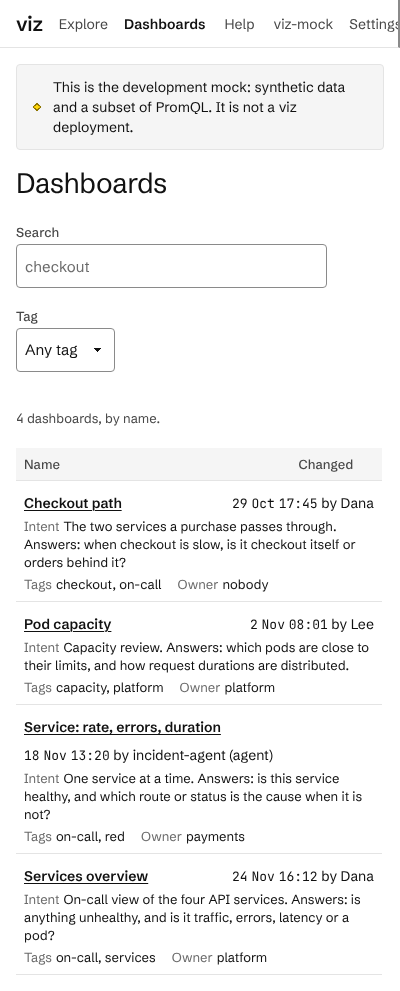 viz Explore Dashboards Help viz-mock Settings
This is the development mock: synthetic data
and a subset of PromQL. It is not a viz
deployment.
Dashboards
Search
checkout
Tag
Any tag
4 dashboards, by name.
Name Changed
Checkout path 29 Oct 17:45 by Dana
Intent The two services a purchase passes through.
Answers: when checkout is slow, is it checkout itself or
orders behind it?
Tags checkout, on-call Owner nobody
Pod capacity 2 Nov 08:01 by Lee
Intent Capacity review. Answers: which pods are close to
their limits, and how request durations are distributed.
Tags capacity, platform Owner platform
Service: rate, errors, duration
18 Nov 13:20 by incident-agent (agent)
Intent One service at a time. Answers: is this service
healthy, and which route or status is the cause when it is
not?
Tags on-call, red Owner payments
Services overview 24 Nov 16:12 by Dana
Intent On-call view of the four API services. Answers: is
anything unhealthy, and is it traffic, errors, latency or a
pod?
Tags on-call, services Owner platform